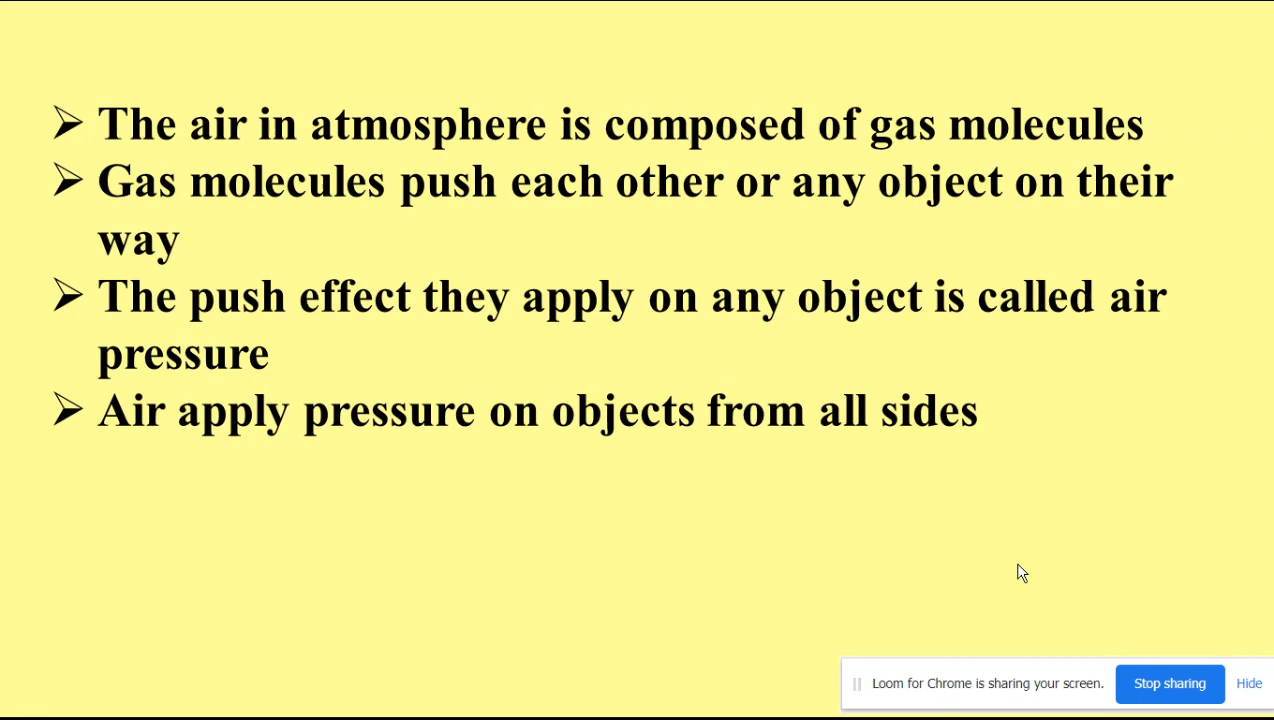 ➢ The air in atmosphere is composed of gas molecules
➢ Gas molecules push each other or any object on their
way
➢ The push effect they apply on any object is called air
pressure
➢ Air apply pressure on objects from all sides
Loom for Chrome is sharing your screen. Stop sharing Hide